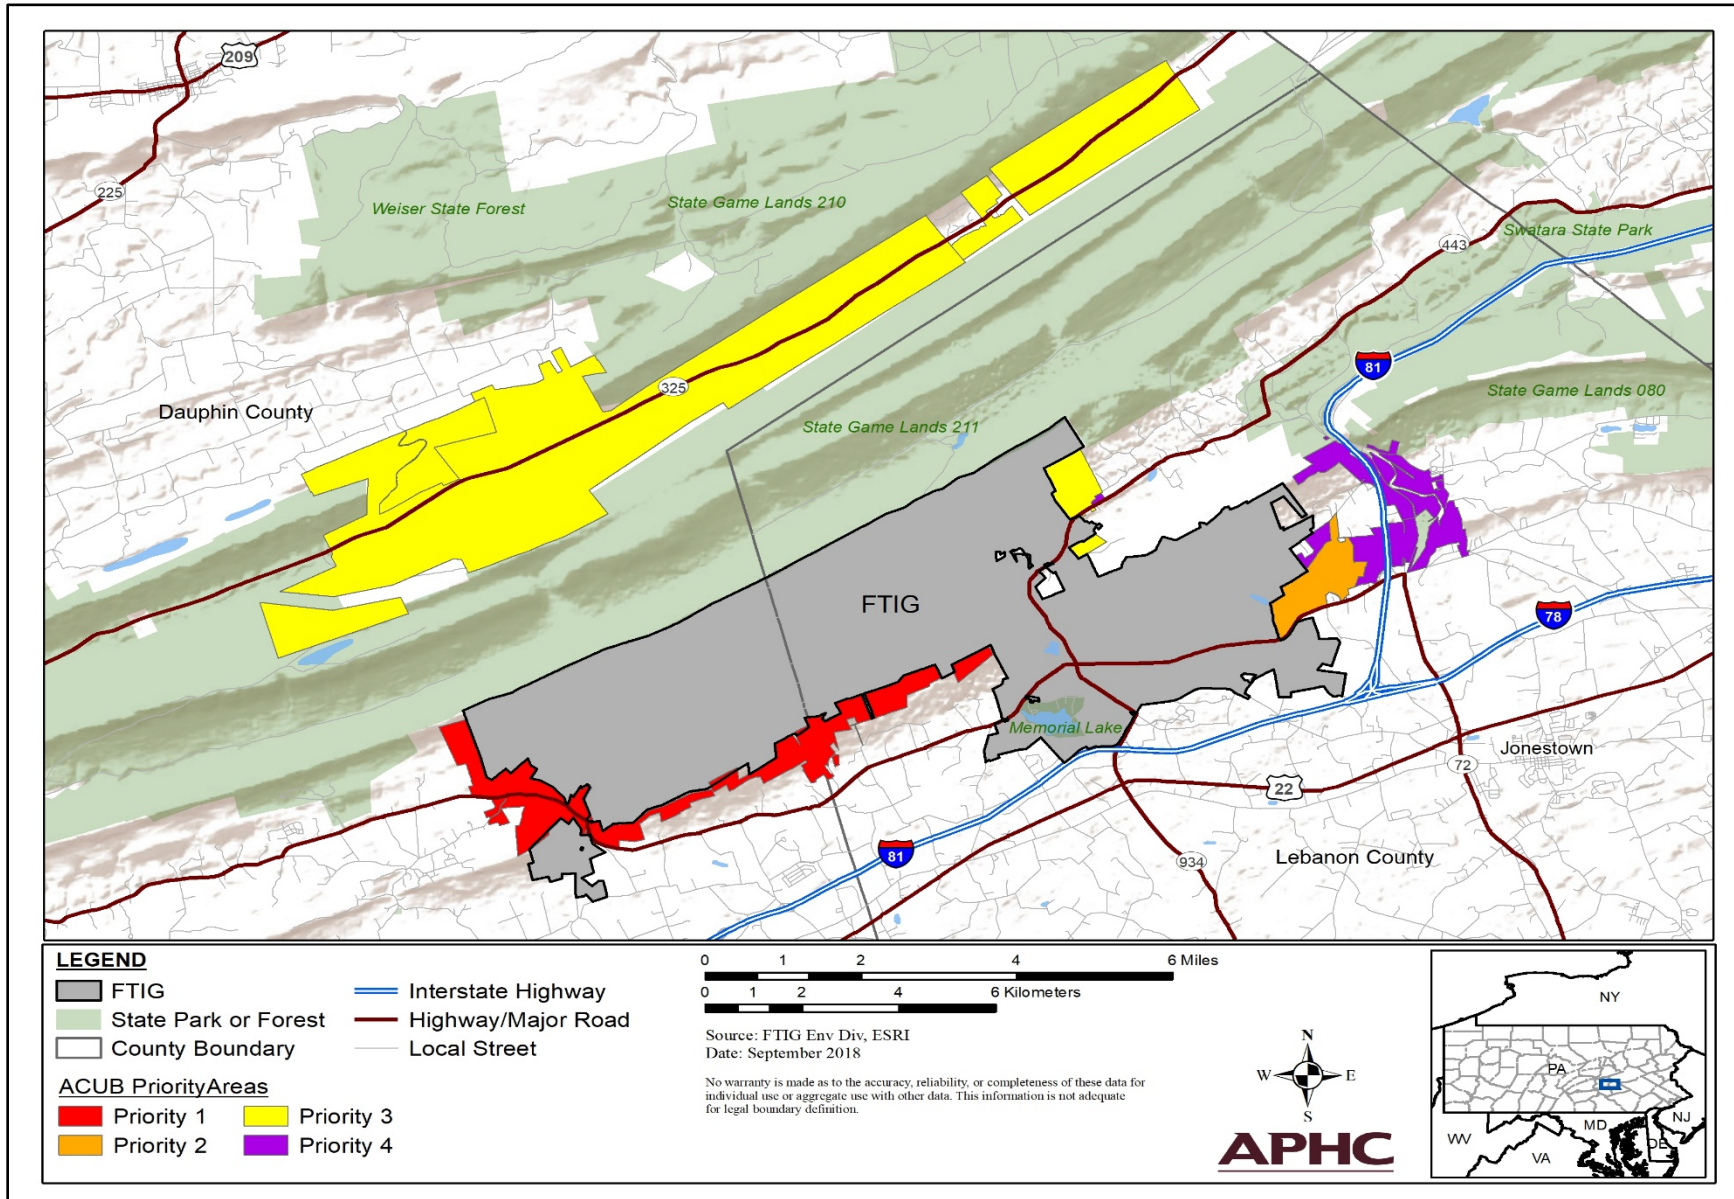 209
225
Weiser State Forest
State Game Lands 210
443
Swatara State Park
81
325
Dauphin County
State Game Lands 080
State Game Lands 211
FTIG
78
Memorial Lake
Jonestown
72
22
81
934
Lebanon County
LEGEND
FTIG
State Park or Forest
County Boundary
Interstate Highway
Highway/Major Road
Local Street
ACUB PriorityAreas
Priority 1
Priority 2
Priority 3
Priority 4
0 1 2 4 6 Miles
0 1 2 4 6 Kilometers
Source: FTIG Env Div, ESRI
Date: September 2018
No warranty is made as to the accuracy, reliability, or completeness of these data for
individual use or aggregate use with other data. This information is not adequate
for legal boundary definition.
N
W E
S
APHC
NY
PA
NJ
MD
DE
WV
VA